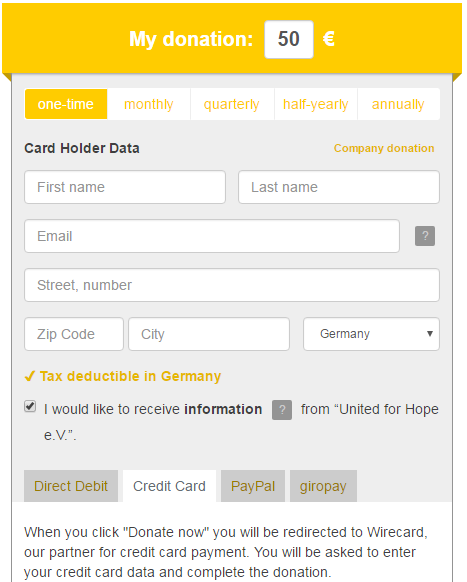 My donation: 50 €
one-time monthly quarterly half-yearly annually
Card Holder Data Company donation
First name Last name
Email ?
Street, number
Zip Code City Germany
✔ Tax deductible in Germany
I would like to receive information ? from “United for Hope
e.V.”.
Direct Debit Credit Card PayPal giropay
When you click "Donate now" you will be redirected to Wirecard,
our partner for credit card payment. You will be asked to enter
your credit card data and complete the donation.